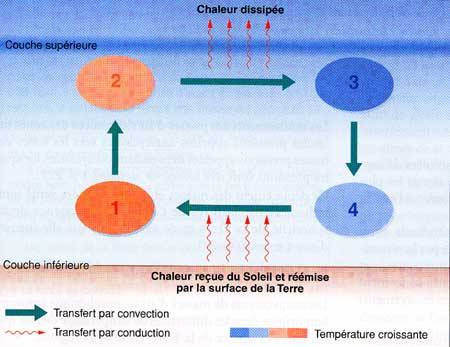 Chaleur dissipée
Couche supérieure
2
3
1
4
Couche inférieure
Chaleur reçue du Soleil et réémise
par la surface de la Terre
Transfert par convection
Transfert par conduction
Température croissante